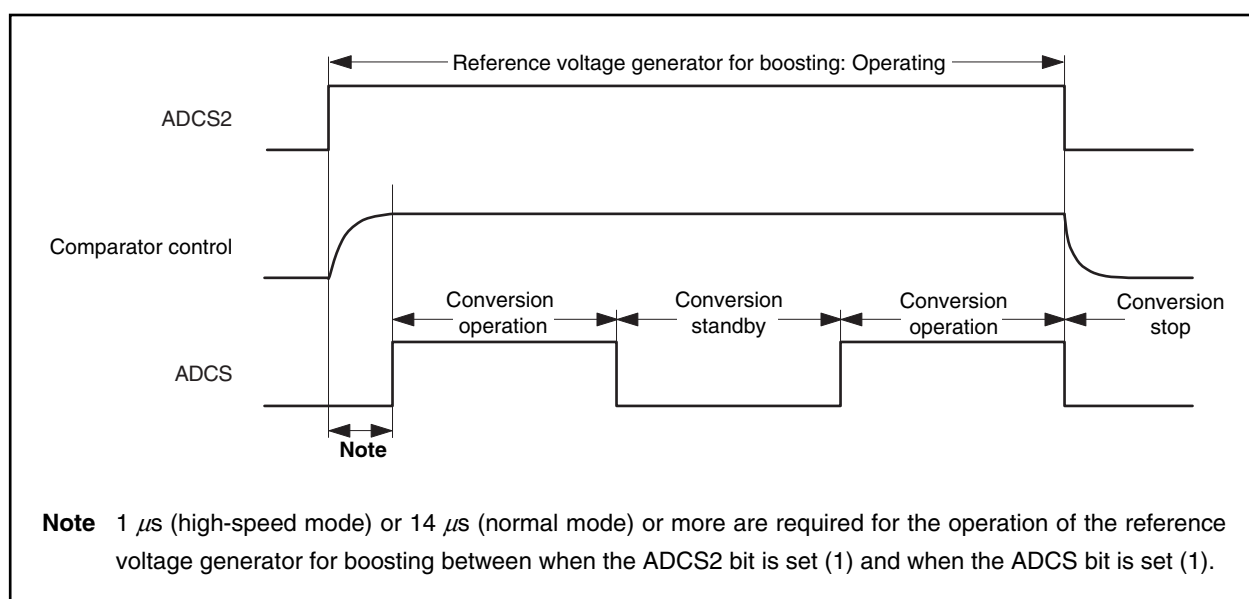 Reference voltage generator for boosting: Operating
ADCS2
Comparator control
Conversion
operation
Conversion
standby
Conversion
operation
Conversion
stop
ADCS
Note
Note 1 μs (high-speed mode) or 14 μs (normal mode) or more are required for the operation of the reference
voltage generator for boosting between when the ADCS2 bit is set (1) and when the ADCS bit is set (1).